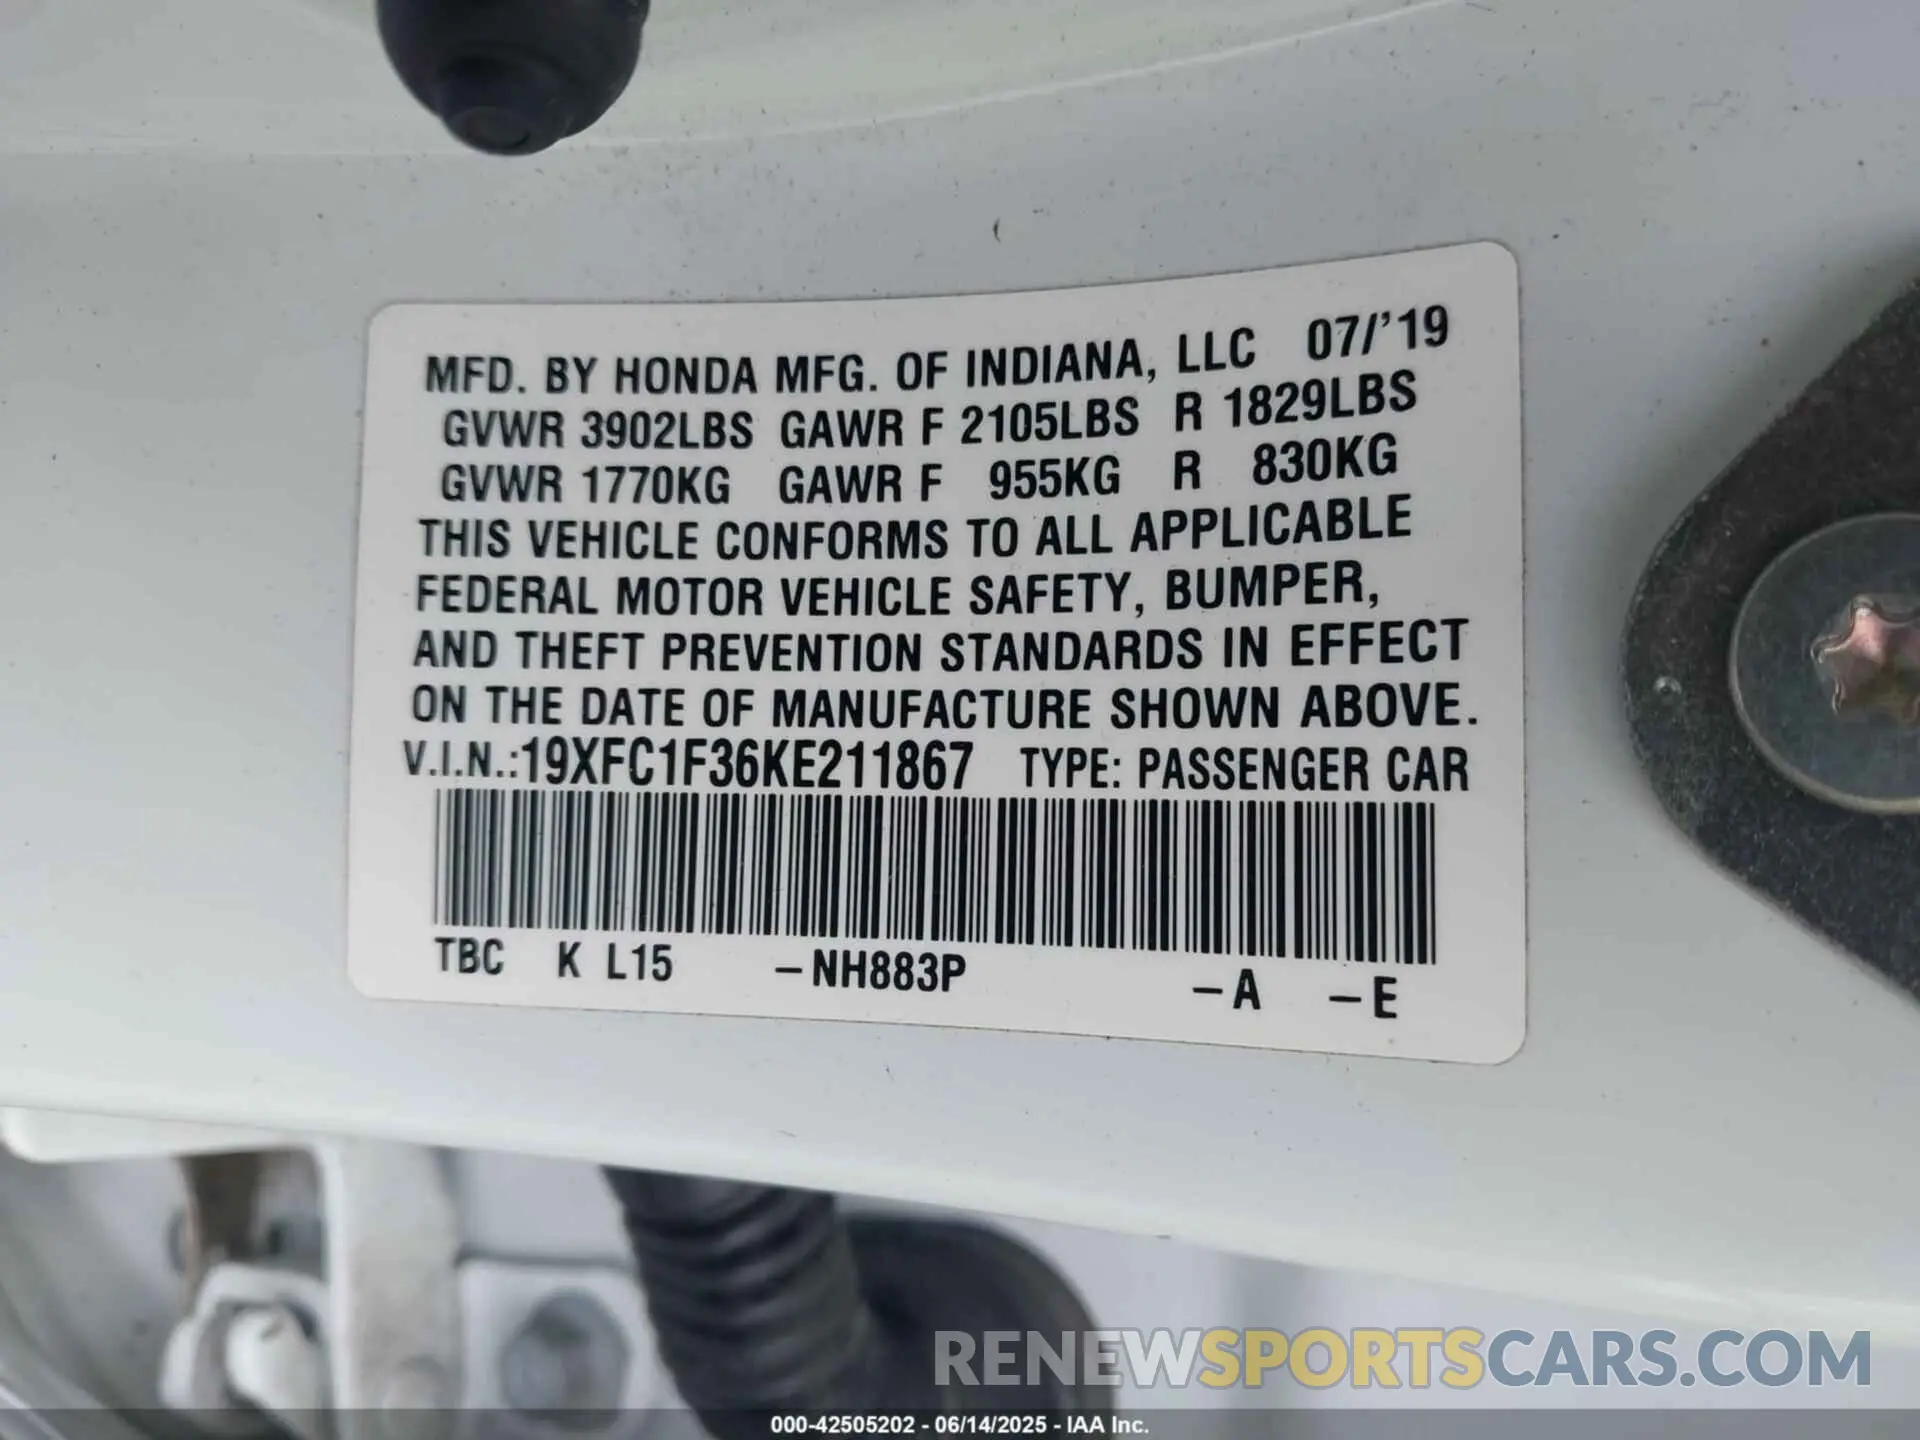 MFD. BY HONDA MFG. OF INDIANA, LLC 07/'19
GVWR 3902LBS GAWR F 2105LBS R 1829LBS
GVWR 1770KG GAWR F 955KG R 830KG
THIS VEHICLE CONFORMS TO ALL APPLICABLE
FEDERAL MOTOR VEHICLE SAFETY, BUMPER,
AND THEFT PREVENTION STANDARDS IN EFFECT
ON THE DATE OF MANUFACTURE SHOWN ABOVE.
V.I.N.:19XFC1F36KE211867 TYPE: PASSENGER CAR
TBC K L15 –NH883P –A –E
RENEWSPORTSCARS.COM
000-42505202 - 06/14/2025 - IAA Inc.